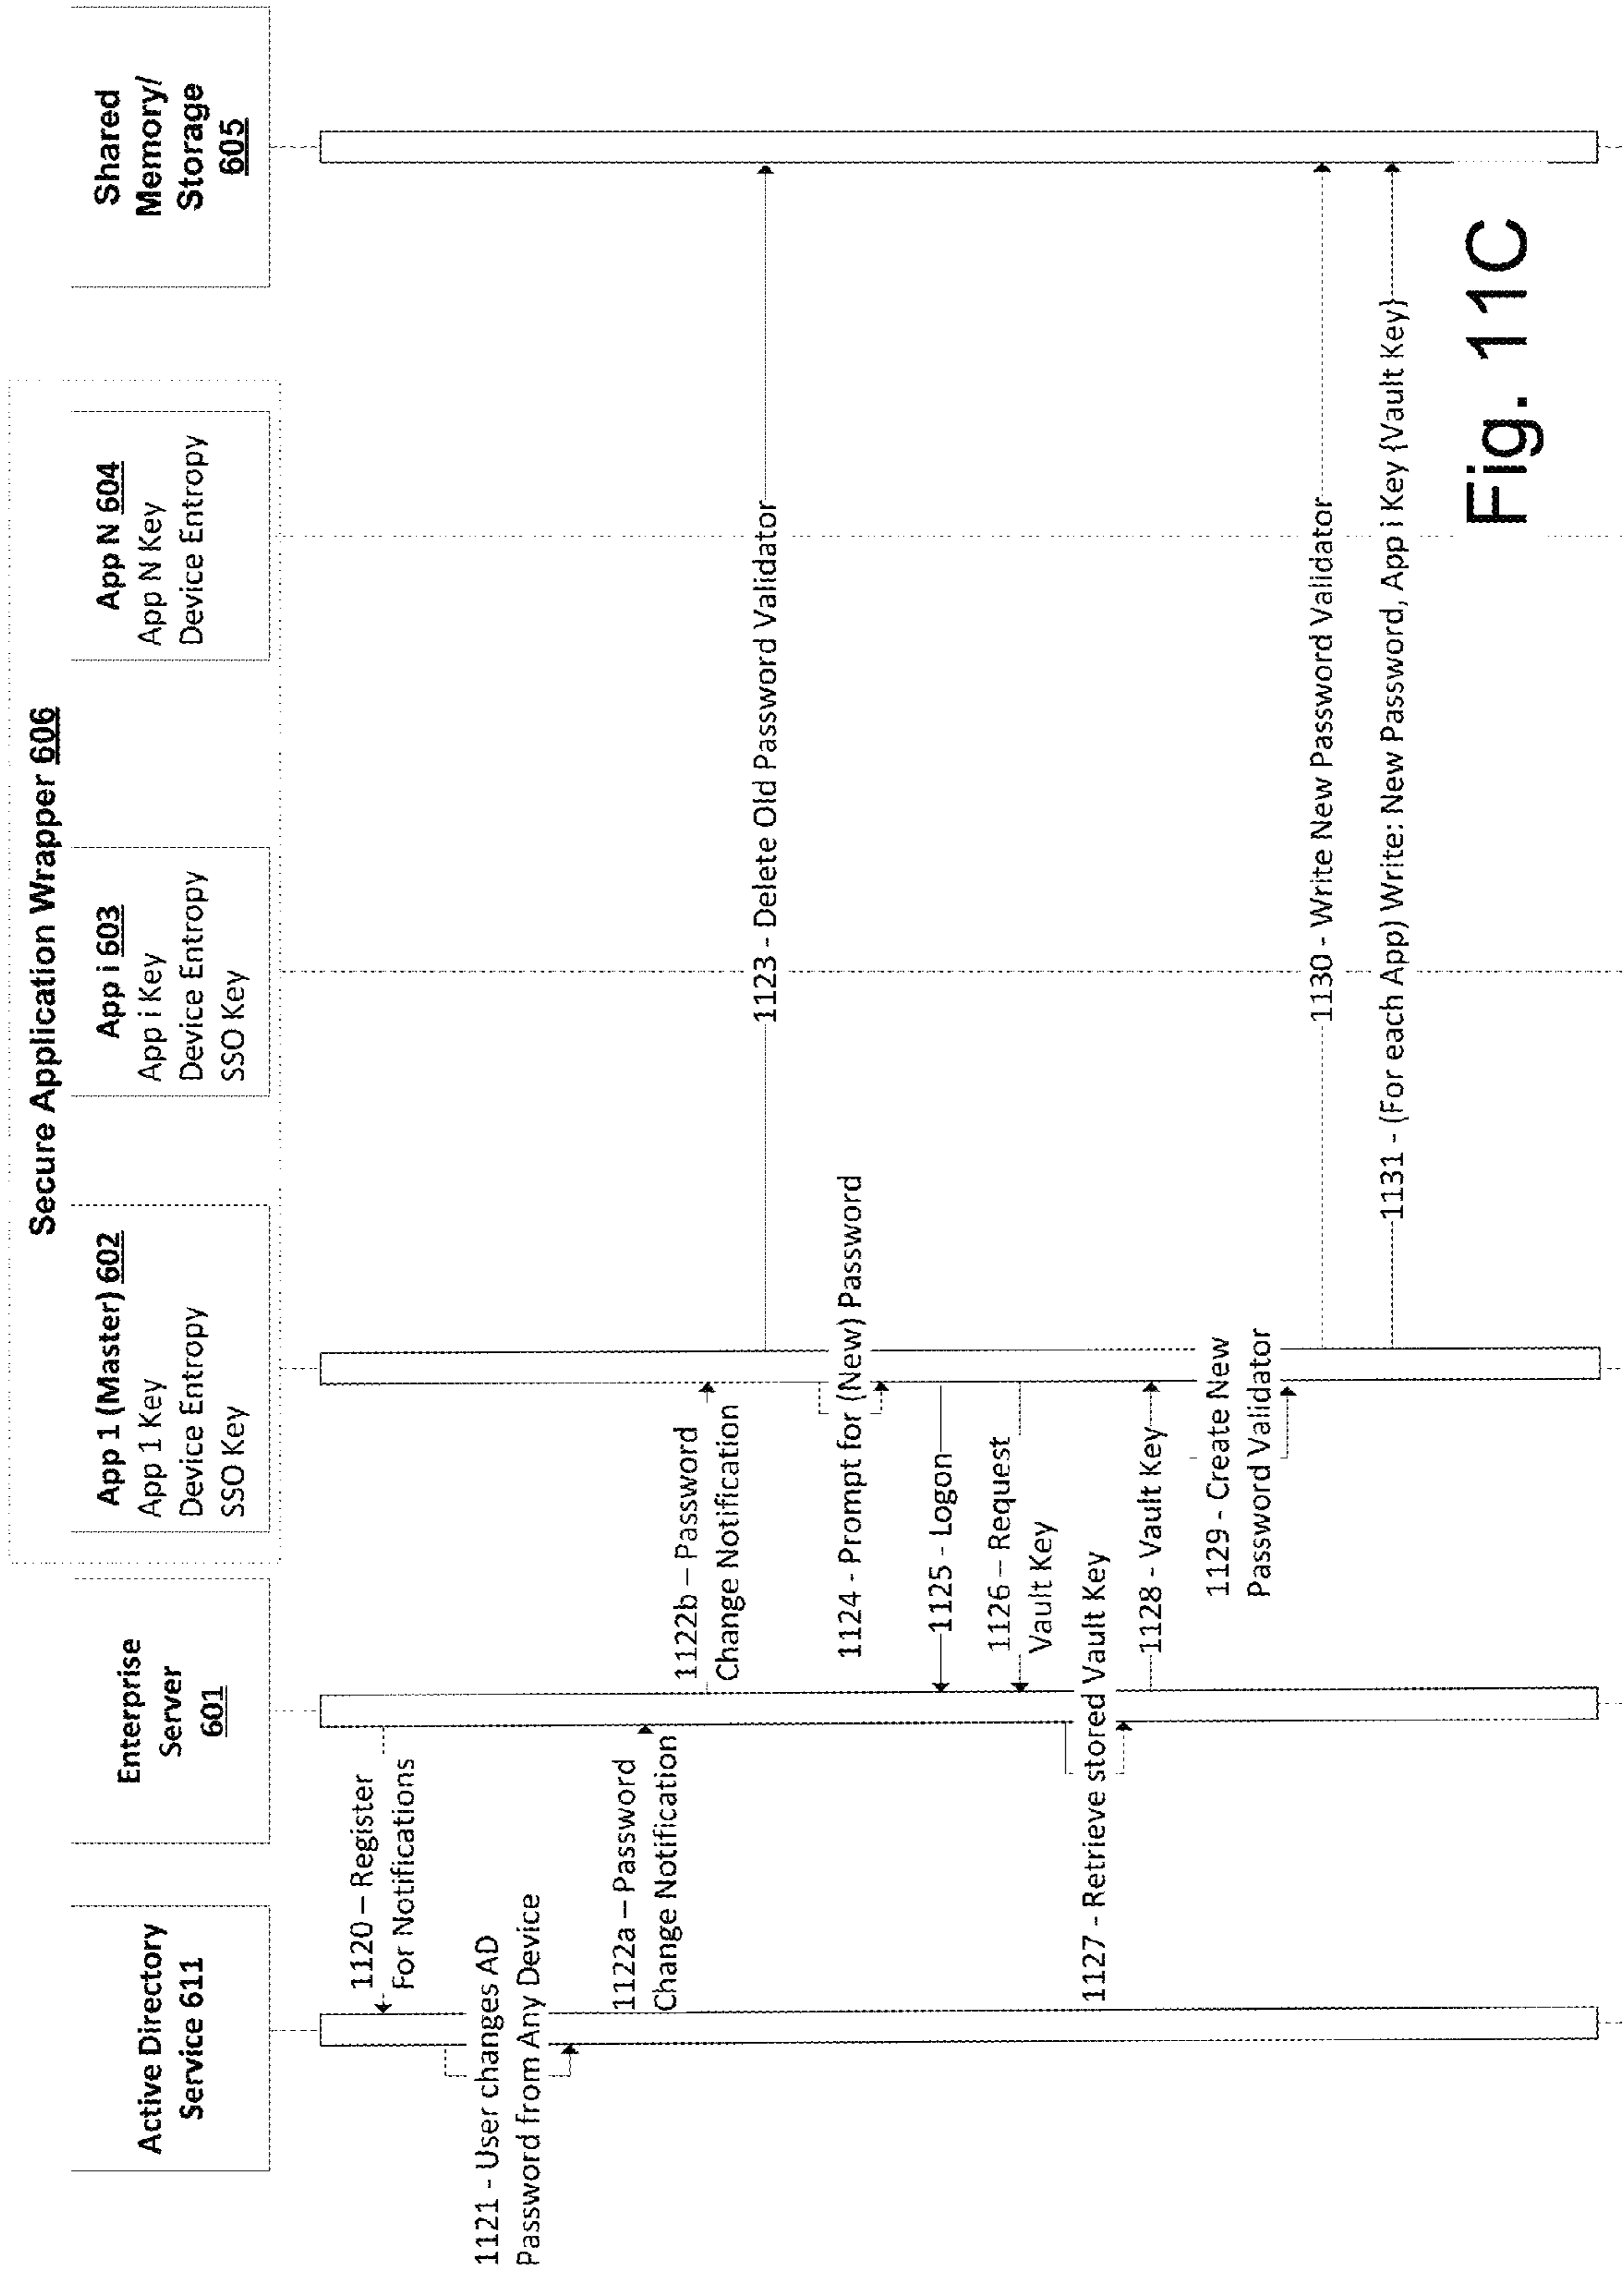 Secure Application Wrapper 606
Active Directory
Service 611
Enterprise
Server
601
App 1 (Master) 602
App 1 Key
Device Entropy
SSO Key
App i 603
App i Key
Device Entropy
SSO Key
App N 604
App N Key
Device Entropy
Shared
Memory/
Storage
605
1120 – Register
For Notifications
1121 - User changes AD
Password from Any Device
1122a – Password
Change Notification
1122b – Password
Change Notification
1123 - Delete Old Password Validator
1124 - Prompt for (New) Password
1125 - Logon
1126 – Request
Vault Key
1127 - Retrieve stored Vault Key
1128 - Vault Key
1129 - Create New
Password Validator
1130 - Write New Password Validator
1131 - (For each App) Write: New Password, App i Key {Vault Key}
Fig. 11C